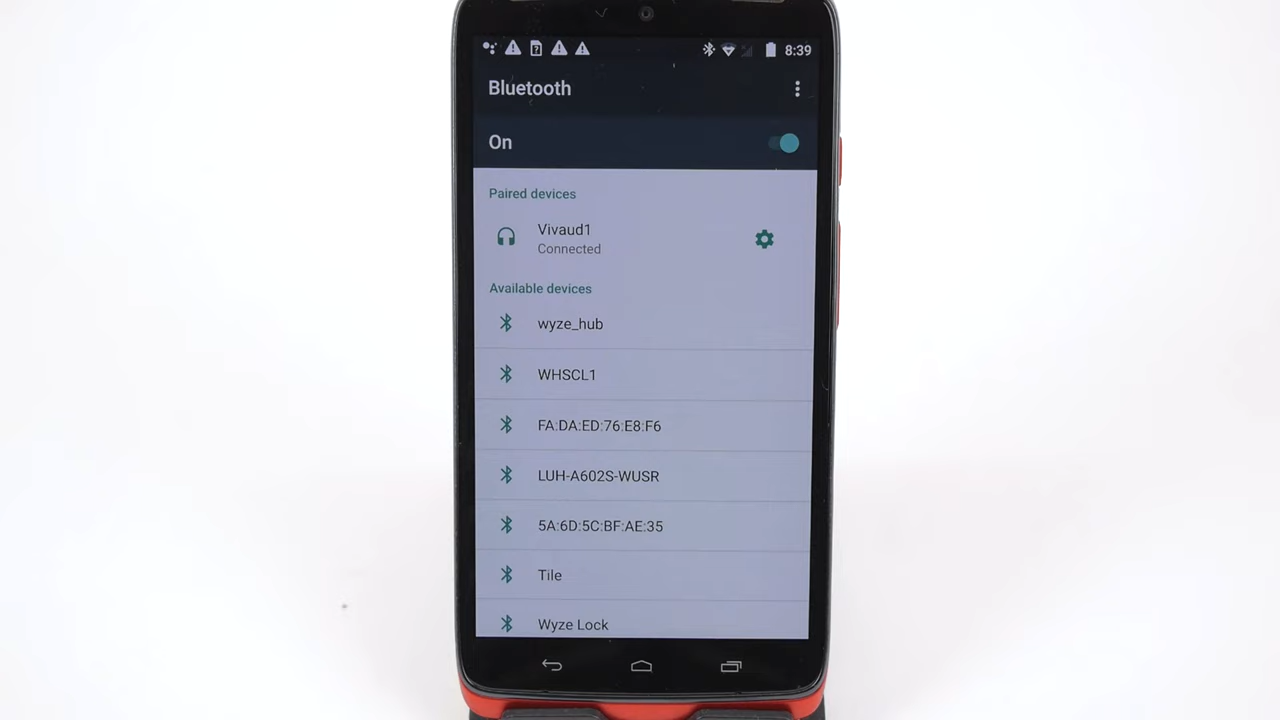 8:39
Bluetooth
On
Paired devices
Vivaud1
Connected
Available devices
wyze_hub
WHSCL1
FA:DA:ED:76:E8:F6
LUH-A602S-WUSR
5A:6D:5C:BF:AE:35
Tile
Wyze Lock